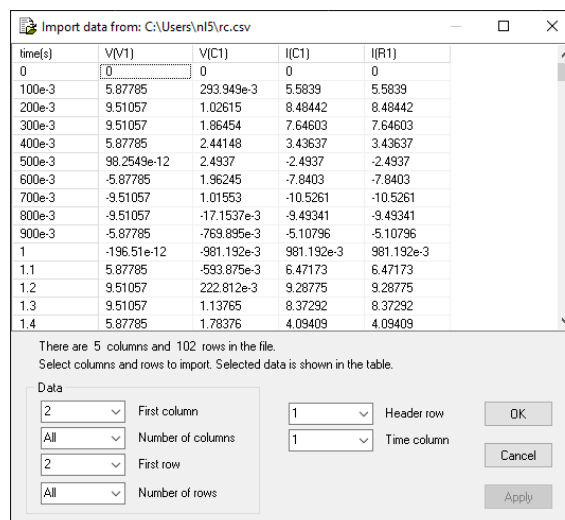 Import data from: C:\Users\nl5\rc.csv
time(s) V(V1) V(C1) I(C1) I(R1)
0 0 0 0 0
100e-3 5.87785 293.949e-3 5.5839 5.5839
200e-3 9.51057 1.02615 8.48442 8.48442
300e-3 9.51057 1.86454 7.64603 7.64603
400e-3 5.87785 2.44148 3.43637 3.43637
500e-3 98.2549e-12 2.4937 -2.4937 -2.4937
600e-3 -5.87785 1.96245 -7.8403 -7.8403
700e-3 -9.51057 1.01553 -10.5261 -10.5261
800e-3 -9.51057 -17.1537e-3 -9.49341 -9.49341
900e-3 -5.87785 -769.895e-3 -5.10796 -5.10796
1 -196.51e-12 -981.192e-3 981.192e-3 981.192e-3
1.1 5.87785 -593.875e-3 6.47173 6.47173
1.2 9.51057 222.812e-3 9.28775 9.28775
1.3 9.51057 1.13765 8.37292 8.37292
1.4 5.87785 1.78376 4.09409 4.09409
There are 5 columns and 102 rows in the file.
Select columns and rows to import. Selected data is shown in the table.
Data
2 First column 1 Header row OK
All Number of columns 1 Time column
2 First row Cancel
All Number of rows Apply